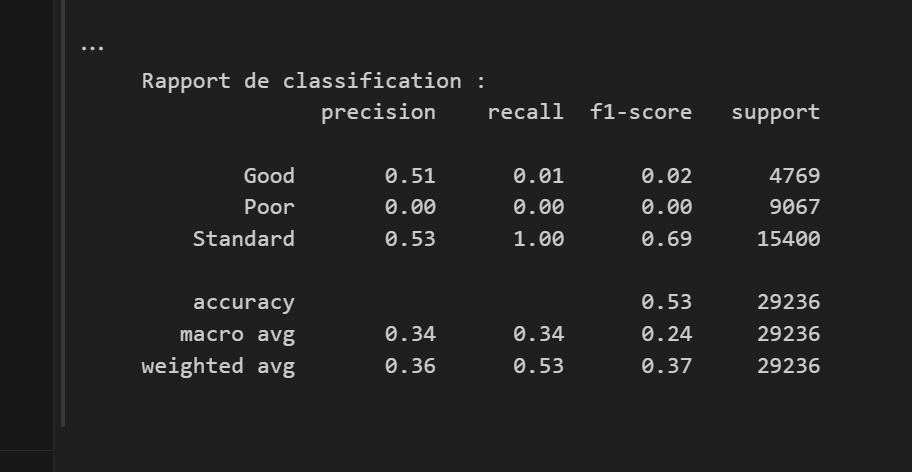 ...
Rapport de classification :
precision recall f1-score support
Good 0.51 0.01 0.02 4769
Poor 0.00 0.00 0.00 9067
Standard 0.53 1.00 0.69 15400
accuracy 0.53 29236
macro avg 0.34 0.34 0.24 29236
weighted avg 0.36 0.53 0.37 29236